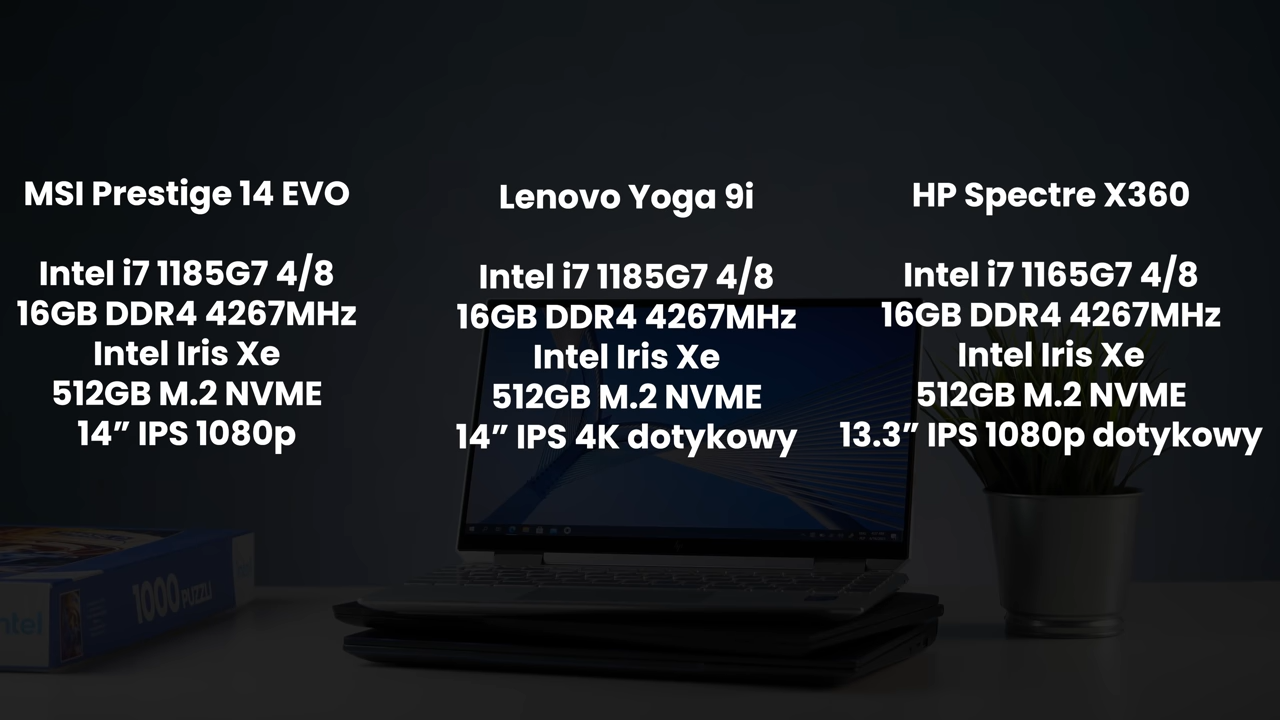 MSI Prestige 14 EVO
Intel i7 1185G7 4/8
16GB DDR4 4267MHz
Intel Iris Xe
512GB M.2 NVME
14” IPS 1080p
Lenovo Yoga 9i
Intel i7 1185G7 4/8
16GB DDR4 4267MHz
Intel Iris Xe
512GB M.2 NVME
14” IPS 4K dotykowy
HP Spectre X360
Intel i7 1165G7 4/8
16GB DDR4 4267MHz
Intel Iris Xe
512GB M.2 NVME
13.3” IPS 1080p dotykowy
1000 PUZZLI
ntel